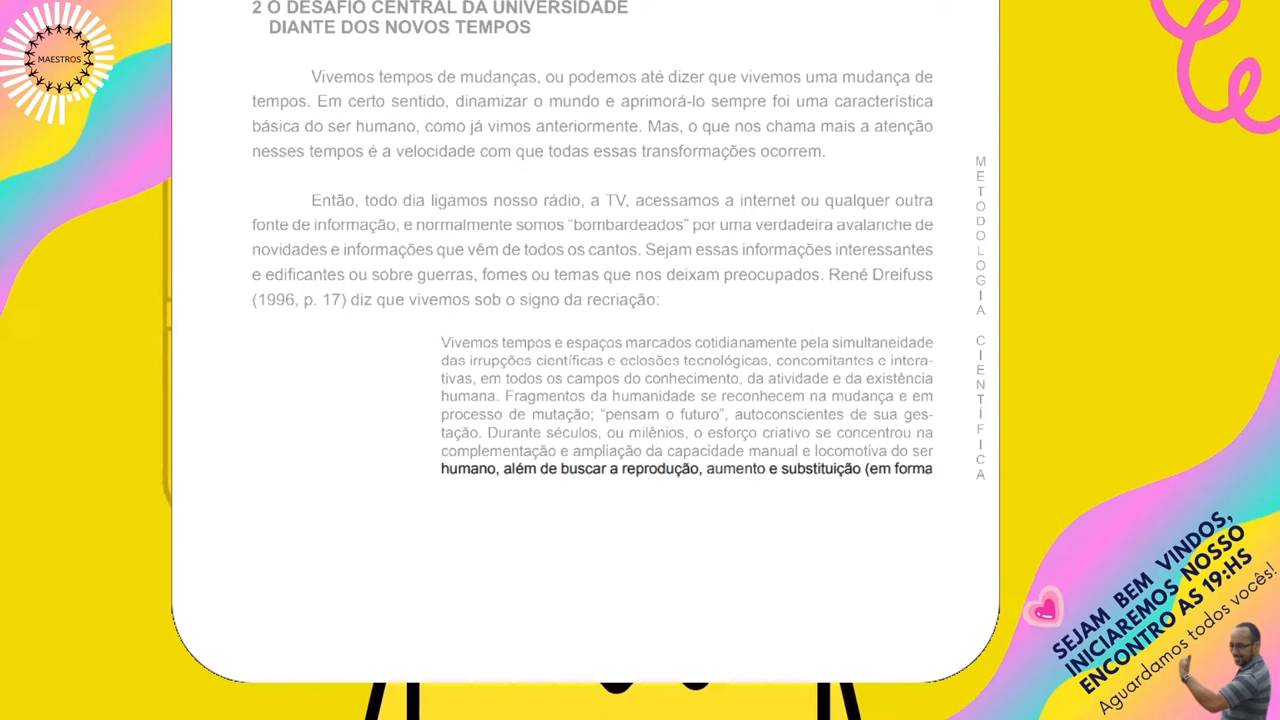 MAESTROS
2 O DESAFIO CENTRAL DA UNIVERSIDADE
DIANTE DOS NOVOS TEMPOS
Vivemos tempos de mudanças, ou podemos até dizer que vivemos uma mudança de
tempos. Em certo sentido, dinamizar o mundo e aprimorá-lo sempre foi uma característica
básica do ser humano, como já vimos anteriormente. Mas, o que nos chama mais a atenção
nesses tempos é a velocidade com que todas essas transformações ocorrem.
Então, todo dia ligamos nosso rádio, a TV, acessamos a internet ou qualquer outra
fonte de informação, e normalmente somos “bombardeados” por uma verdadeira avalanche de
novidades e informações que vêm de todos os cantos. Sejam essas informações interessantes
e edificantes ou sobre guerras, fomes ou temas que nos deixam preocupados. René Dreifuss
(1996, p. 17) diz que vivemos sob o signo da recriação:
Vivemos tempos e espaços marcados cotidianamente pela simultaneidade
das irrupções científicas e eclosões tecnológicas, concomitantes e intera-
tivas, em todos os campos do conhecimento, da atividade e da existência
humana. Fragmentos da humanidade se reconhecem na mudança e em
processo de mutação; “pensam o futuro”, autoconscientes de sua ges-
tação. Durante séculos, ou milênios, o esforço criativo se concentrou na
complementação e ampliação da capacidade manual e locomotiva do ser
humano, além de buscar a reprodução, aumento e substituição (em forma
METODOLOGIA CIENTÍFICA
SEJAM BEM VINDOS,
INICIAREMOS NOSSO
ENCONTRO AS 19:HS
Aguardamos todos vocês!